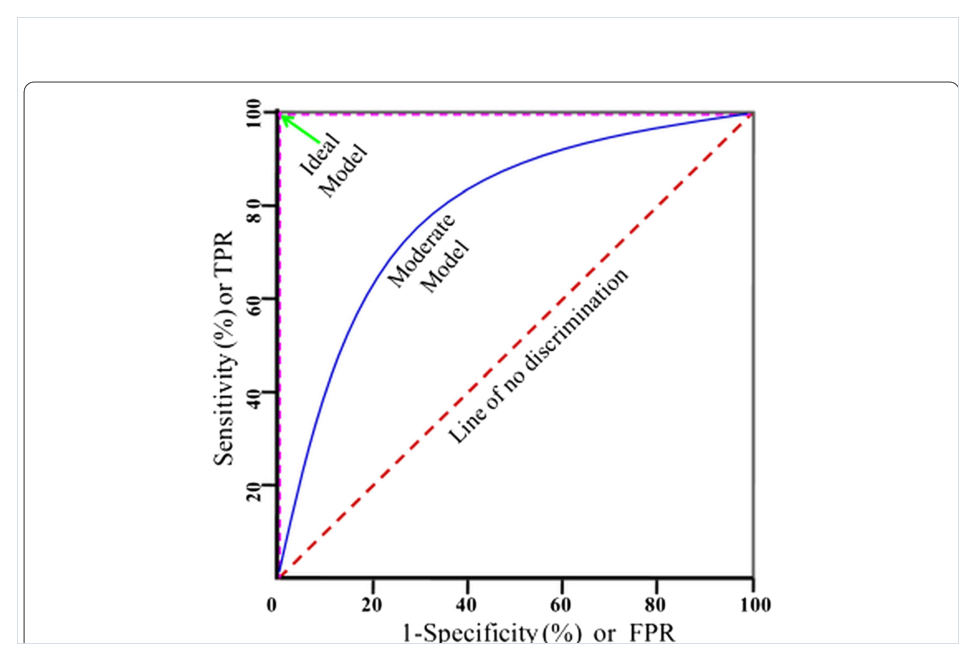 100
80
60
40
20
Sensitivity (%) or TPR
Ideal
Model
Moderate
Model
Line of no discrimination
0 20 40 60 80 100
1-Specificity (%) or FPR